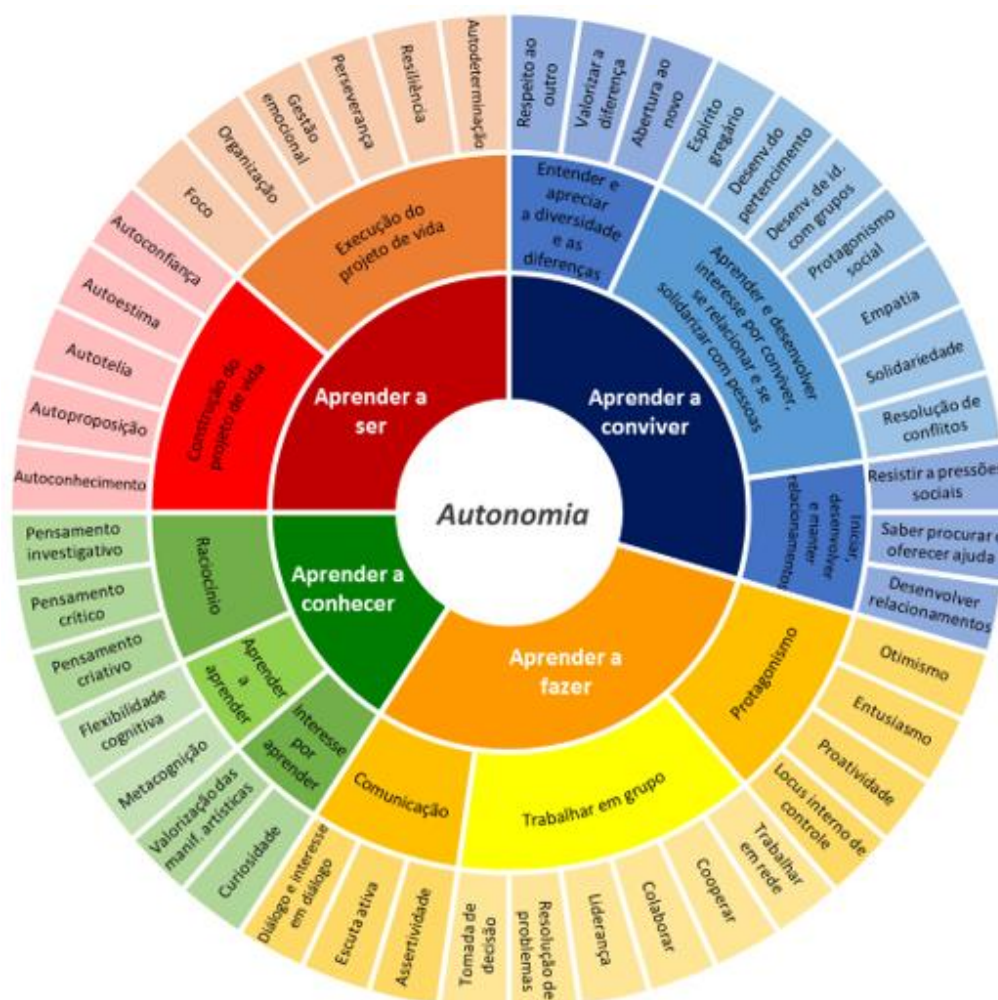 Autonomia
Aprender a
conviver
Entender e
apreciar
a diversidade
e as
diferenças
Respeito ao
outro
Valorizar a
diferença
Abertura ao
novo
Aprender e desenvolver
interesse por conviver,
se relacionar e se
solidarizar com pessoas
Espírito
gregário
Desenv.do
pertencimento
Desenv. de id.
com grupos
Protagonismo
social
Empatia
Solidariedade
Resolução de
conflitos
Iniciar,
desenvolver
e manter
relacionamentos
Resistir a pressões
sociais
Saber procurar e
oferecer ajuda
Desenvolver
relacionamentos
Aprender a
fazer
Protagonismo
Otimismo
Entusiasmo
Proatividade
Locus interno de
controle
Trabalhar em grupo
Trabalhar
em rede
Cooperar
Colaborar
Liderança
Resolução de
problemas
Tomada de
decisão
Comunicação
Assertividade
Escuta ativa
Diálogo e interesse
em diálogo
Aprender a
conhecer
Interesse
por
aprender
Curiosidade
Valorização das
manif. artísticas
Aprender
a
aprender
Metacognição
Flexibilidade
cognitiva
Raciocínio
Pensamento
criativo
Pensamento
crítico
Pensamento
investigativo
Aprender a
ser
Construção do
projeto de vida
Autoconhecimento
Autoproposição
Autotelia
Autoestima
Autoconfiança
Execução do
projeto de vida
Foco
Organização
Gestão
emocional
Perseverança
Resiliência
Autodeterminação